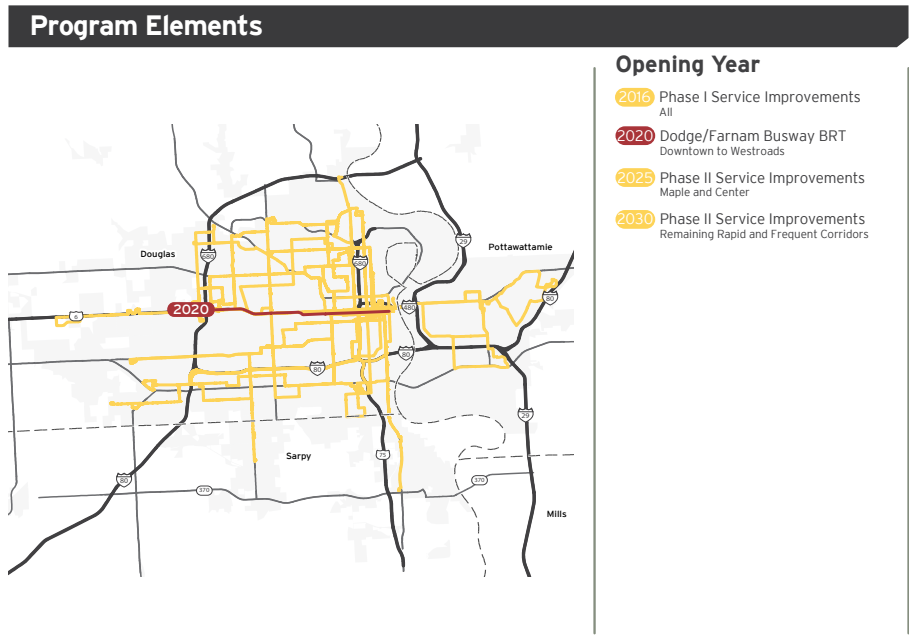 Program Elements
Opening Year
2016 Phase I Service Improvements
All
2020 Dodge/Farnam Busway BRT
Downtown to Westroads
2025 Phase II Service Improvements
Maple and Center
2030 Phase II Service Improvements
Remaining Rapid and Frequent Corridors
29
Pottawattamie
Douglas
680
680
80
2020
480
6
80
80
29
Sarpy
75
80
370
370
Mills